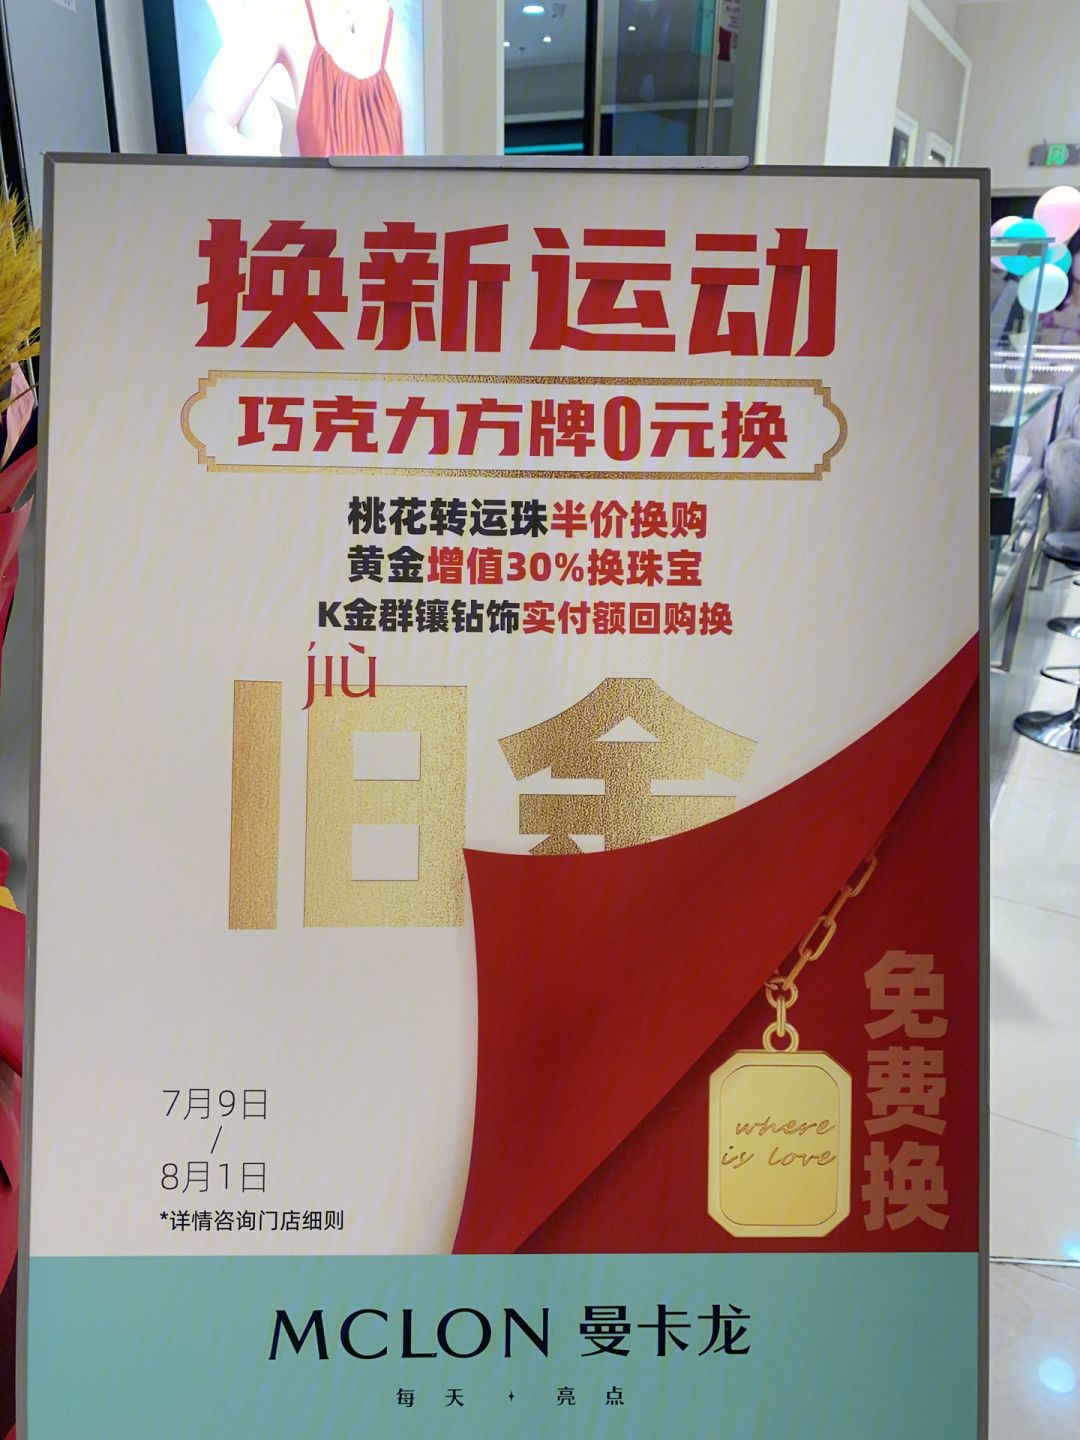 换新运动
巧克力方牌0元换
桃花转运珠半价换购
黄金增值30%换珠宝
K金群镶钻饰实付额回购换
jiù
旧金
免费换
where
is love
7月9日
/
8月1日
*详情咨询门店细则
MCLON 曼卡龙
每天 亮点